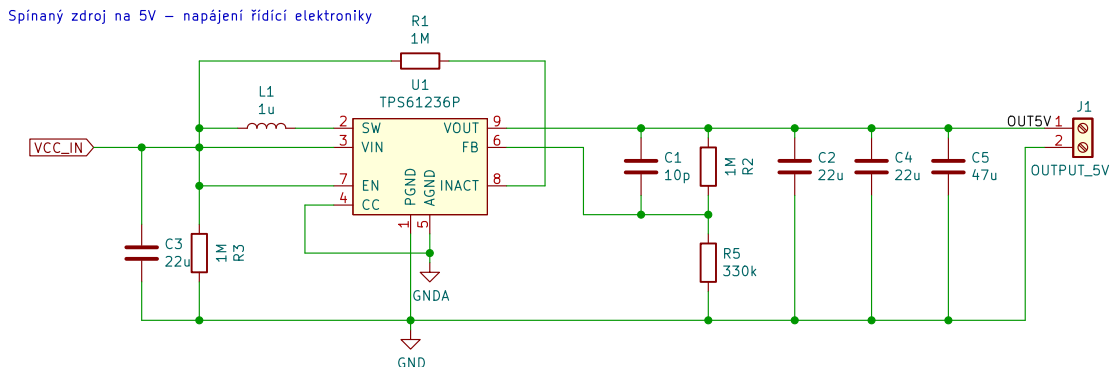 Spínaný zdroj na 5V – napájení řídící elektroniky
R1
1M
U1
TPS61236P
L1
1u
2 SW VOUT 9
3 VIN FB 6
7 EN INACT 8
4 CC
PGND AGND
1 5
VCC_IN
C3
22u
1M
R3
GNDA
GND
C1
10p
1M
R2
R5
330k
C2
22u
C4
22u
C5
47u
OUT5V
J1
1
2
OUTPUT_5V